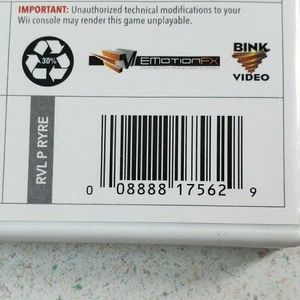 IMPORTANT: Unauthorized technical modifications to your
Wii console may render this game unplayable.
30%
EMOTIONFX
BINK
VIDEO
RVL P RYRE
0 08888 17562 9